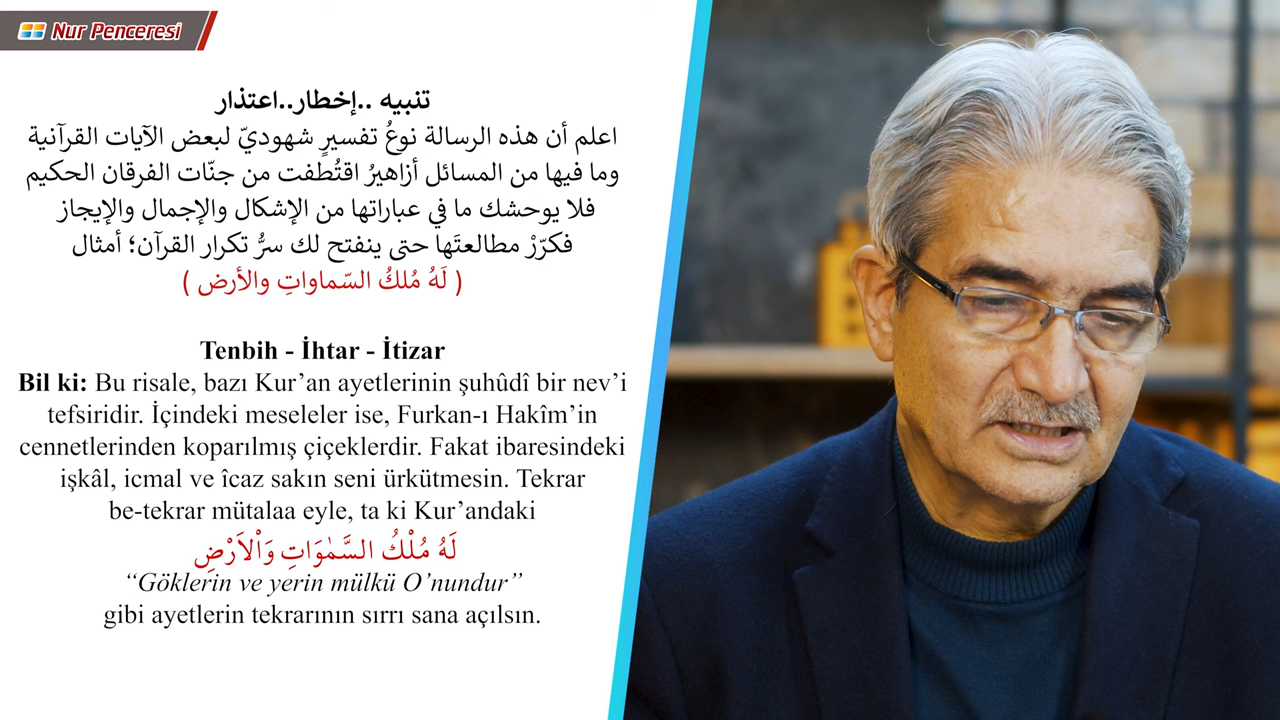 Nur Penceresi
تنبيه ..إخطار..اعتذار
اعلم أن هذه الرسالة نوعُ تفسيرٍ شهوديّ لبعض الآيات القرآنية
وما فيها من المسائل أزاهيرُ اقتُطفت من جنّات الفرقان الحكيم
فلا يوحشك ما في عباراتها من الإشكال والإجمال والإيجاز
فكرّرْ مطالعتَها حتى ينفتح لك سرُّ تكرار القرآن؛ أمثال
( لَهُ مُلكُ السّماواتِ والأرض )
Tenbih - İhtar - İtizar
Bil ki: Bu risale, bazı Kur’an ayetlerinin şuhûdî bir nev’i
tefsiridir. İçindeki meseleler ise, Furkan-ı Hakîm’in
cennetlerinden koparılmış çiçeklerdir. Fakat ibaresindeki
işkâl, icmal ve îcaz sakın seni ürkütmesin. Tekrar
be-tekrar mütalaa eyle, ta ki Kur’andaki
لَهُ مُلْكُ السَّمٰوَاتِ وَاْلاَرْضِ
“Göklerin ve yerin mülkü O’nundur”
gibi ayetlerin tekrarının sırrı sana açılsın.